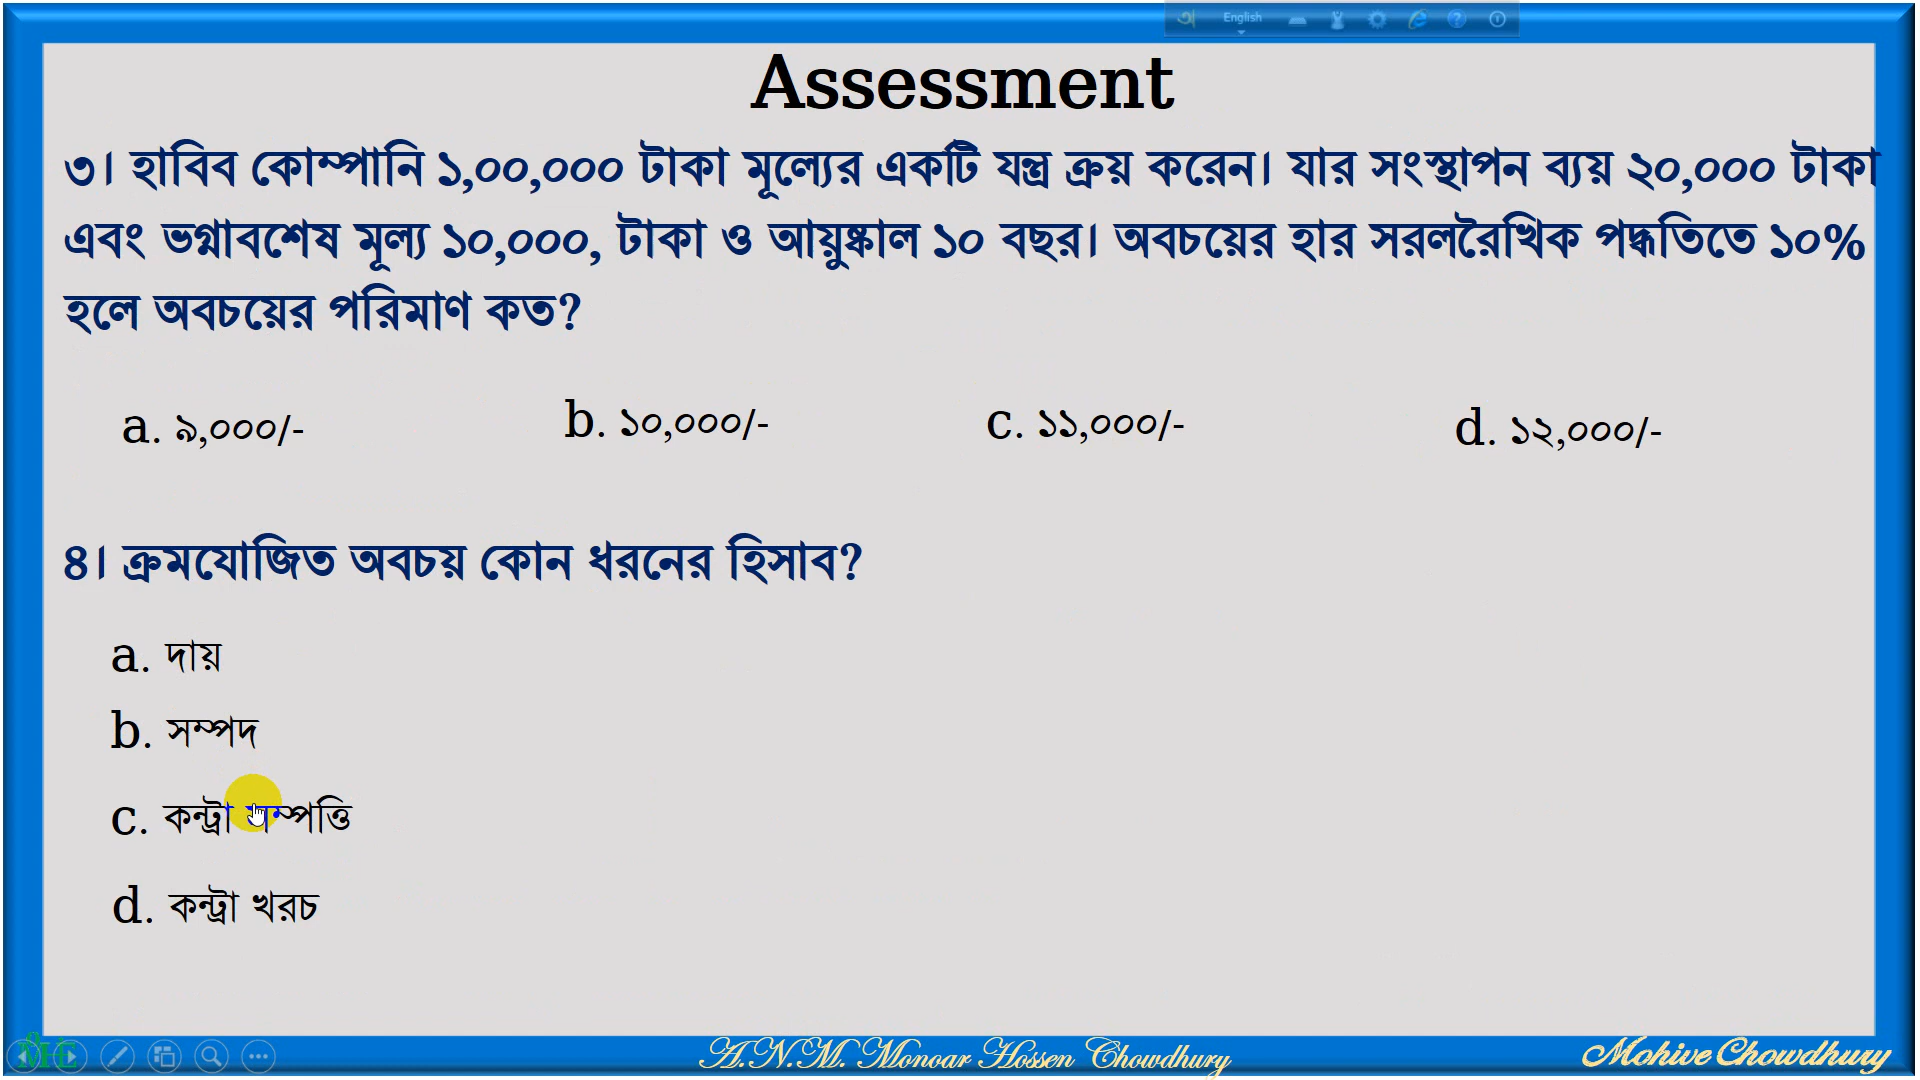 English
Assessment
৩। হাবিব কোম্পানি ১,০০,০০০ টাকা মূল্যের একটি যন্ত্র ক্রয় করেন। যার সংস্থাপন ব্যয় ২০,০০০ টাকা
এবং ভগ্নাবশেষ মূল্য ১০,০০০, টাকা ও আয়ুষ্কাল ১০ বছর। অবচয়ের হার সরলরৈখিক পদ্ধতিতে ১০%
হলে অবচয়ের পরিমাণ কত?
a. ৯,০০০/- b. ১০,০০০/- c. ১১,০০০/- d. ১২,০০০/-
৪। ক্রমযোজিত অবচয় কোন ধরনের হিসাব?
a. দায়
b. সম্পদ
c. কন্ট্রা সম্পত্তি
d. কন্ট্রা খরচ
A.N.M. Monoar Hossen Chowdhury
Mohive Chowdhury